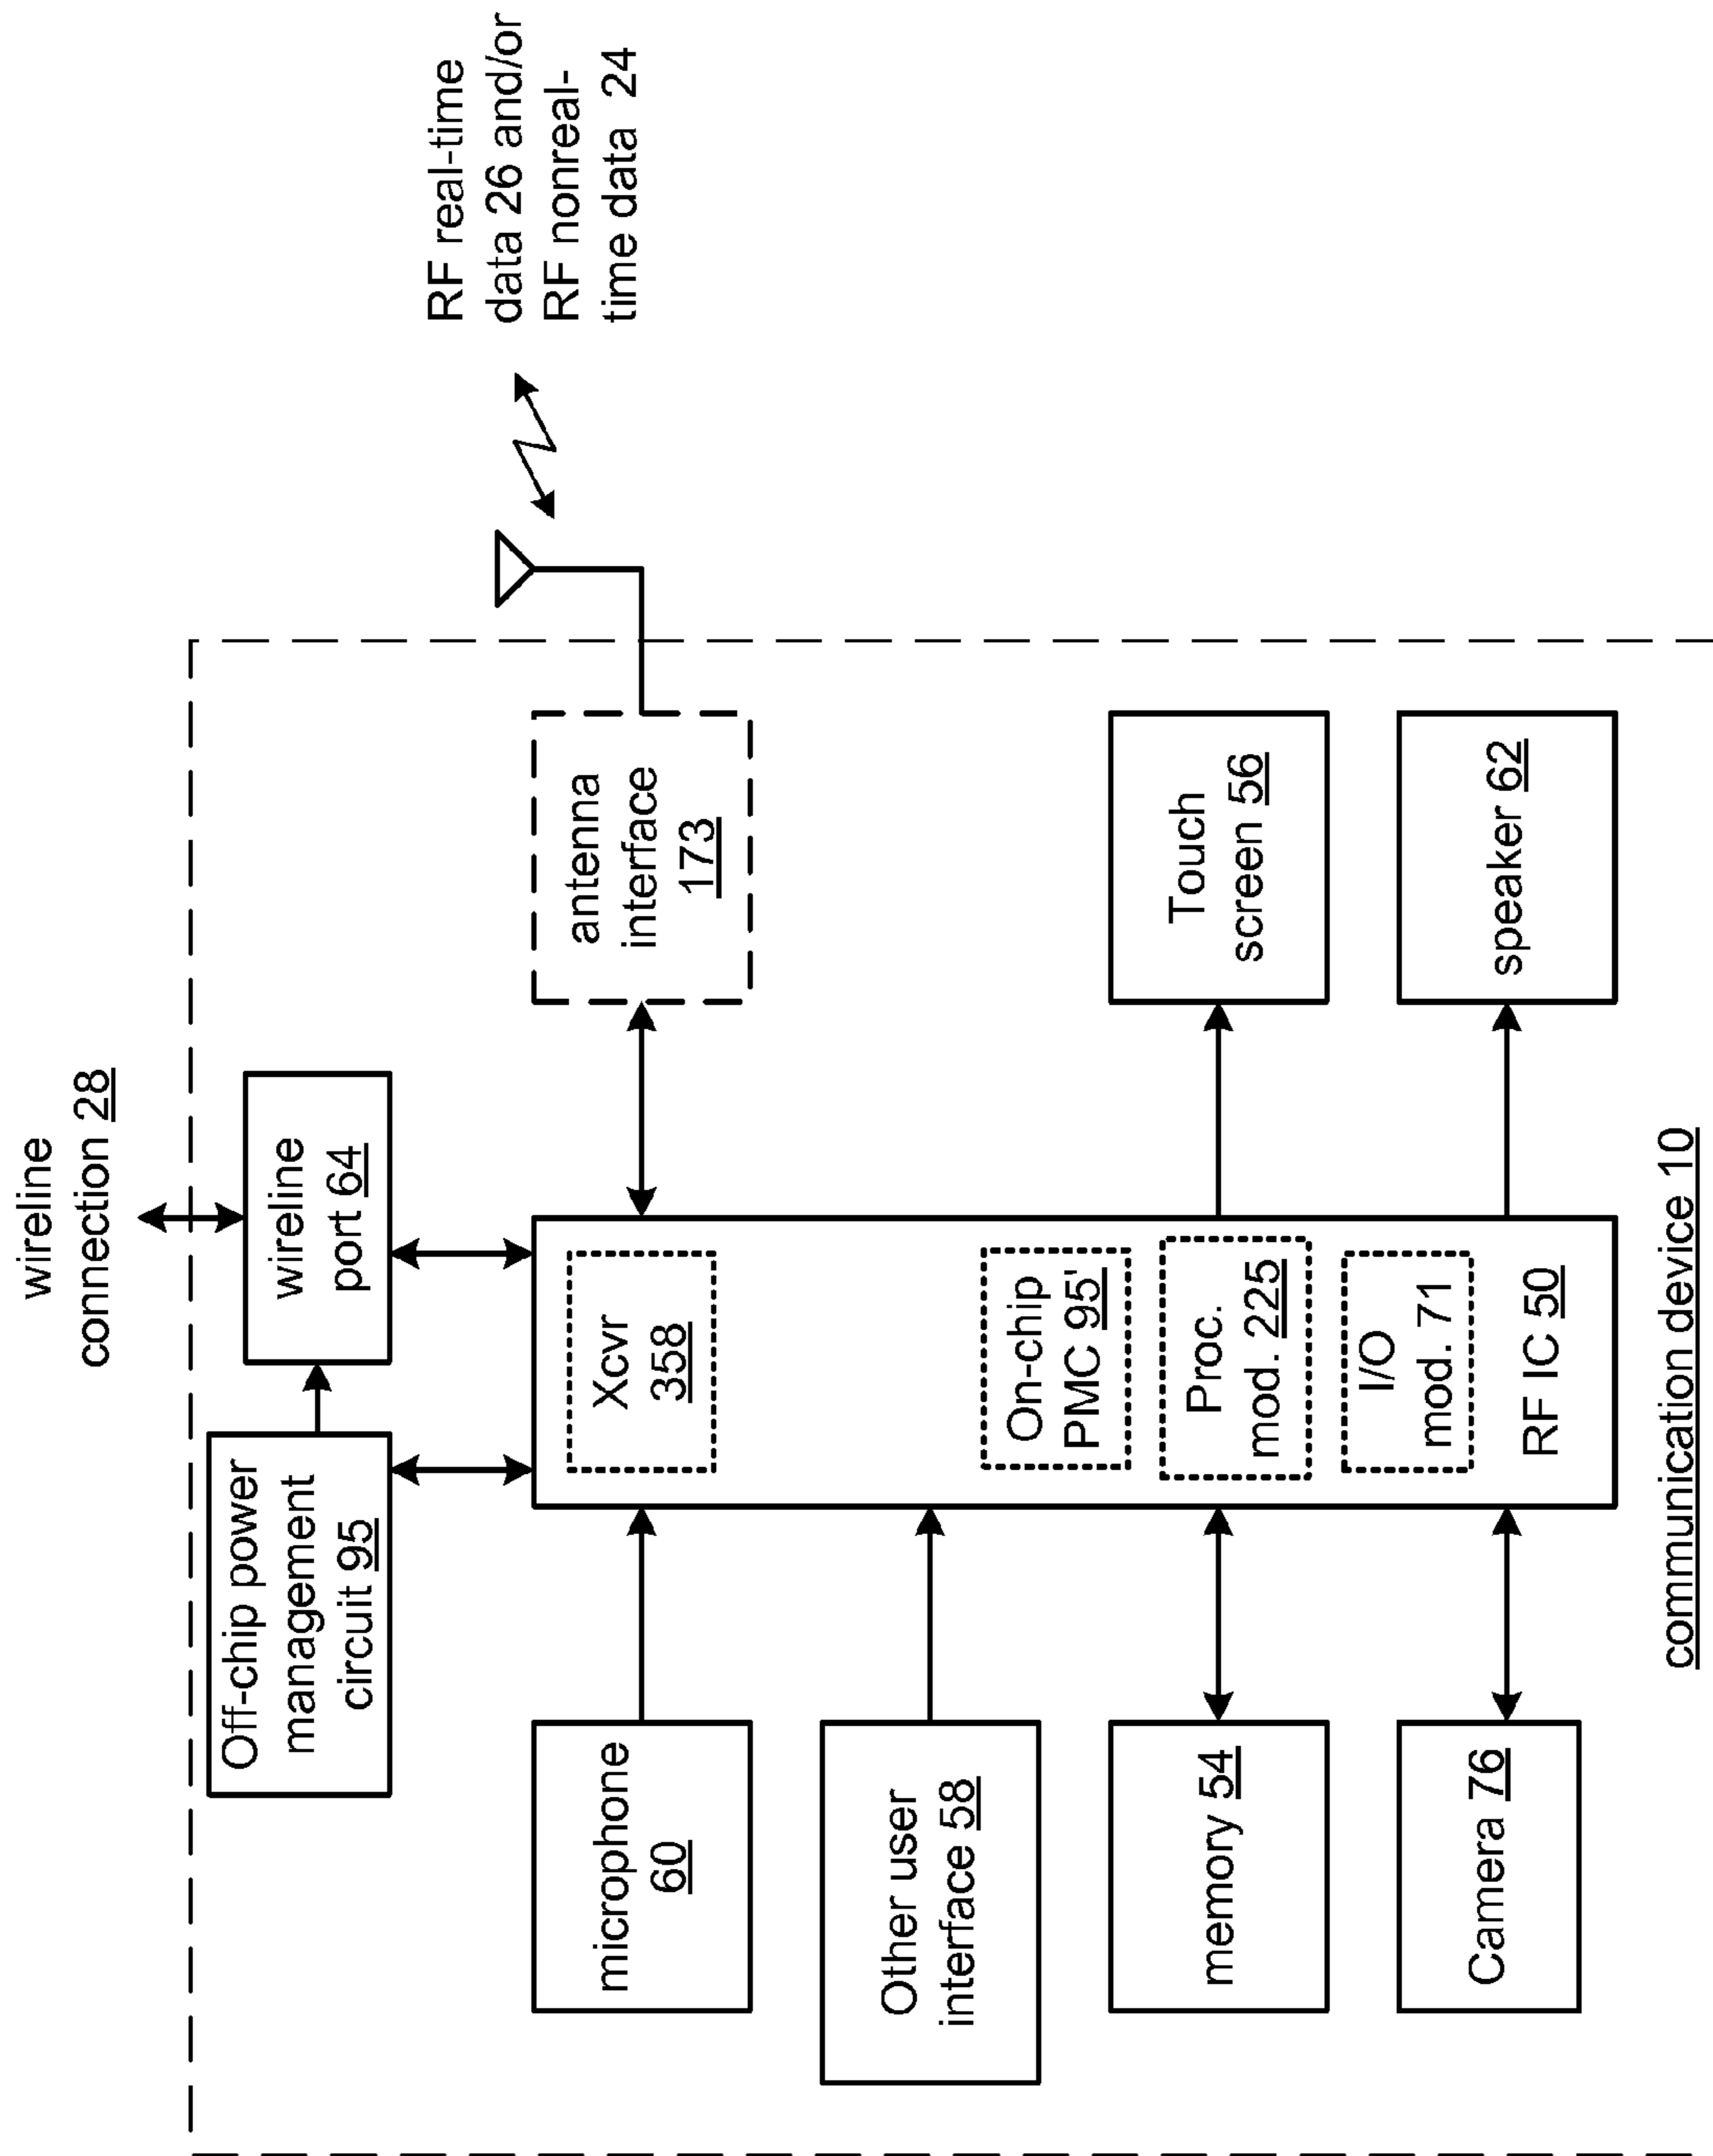 wireline
connection 28
Off-chip power
management
circuit 95
wireline
port 64
microphone
60
Xcvr
358
antenna
interface
173
RF real-time
data 26 and/or
RF nonreal-
time data 24
Other user
interface 58
On-chip
PMC 95'
memory 54
Proc.
mod. 225
Touch
screen 56
Camera 76
I/O
mod. 71
RF IC 50
speaker 62
communication device 10